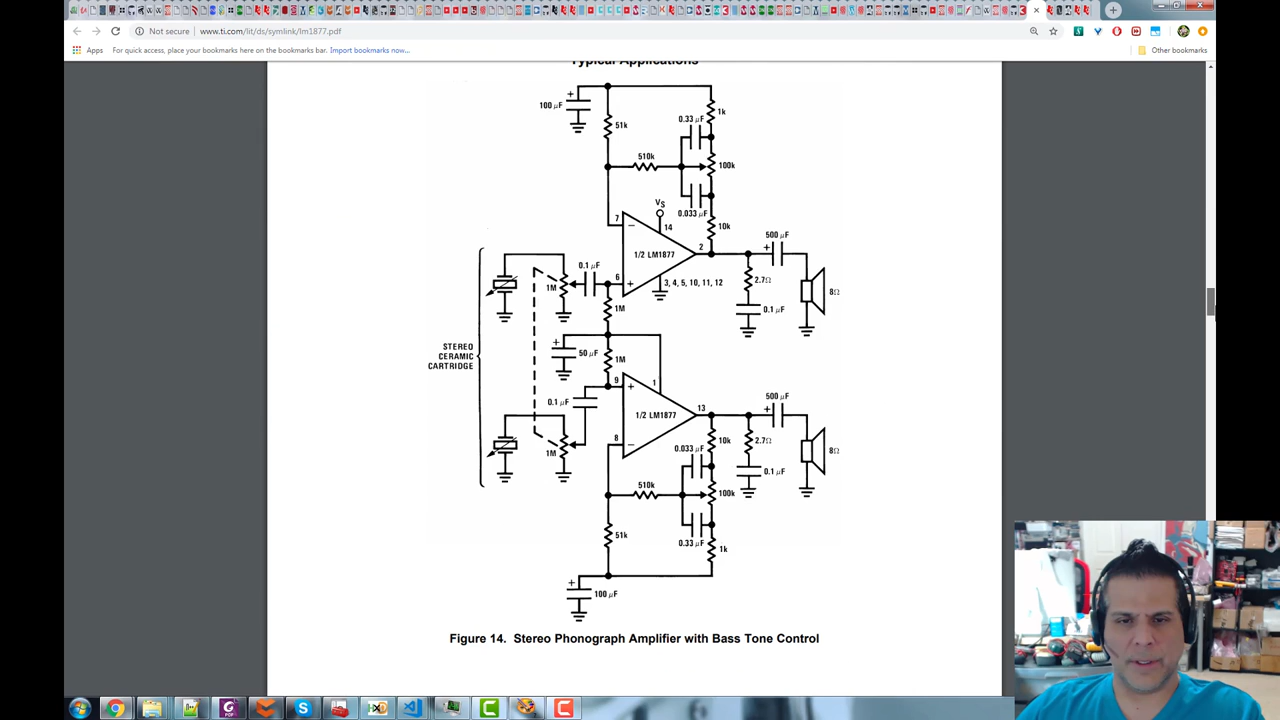 Not secure | www.ti.com/lit/ds/symlink/lm1877.pdf
Apps For quick access, place your bookmarks here on the bookmarks bar. Import bookmarks now... Other bookmarks
Typical Applications
100 μF
51k
0.33 μF
1k
510k
100k
0.033 μF
VS
7
14
10k
−
1/2 LM1877
2
500 μF
+
0.1 μF
6
+
3, 4, 5, 10, 11, 12
2.7Ω
8Ω
1M
1M
0.1 μF
STEREO
CERAMIC
CARTRIDGE
+
50 μF
1M
1
9
+
0.1 μF
1/2 LM1877
13
500 μF
+
8
−
10k
2.7Ω
8Ω
1M
0.033 μF
0.1 μF
510k
100k
51k
0.33 μF
1k
+
100 μF
Figure 14. Stereo Phonograph Amplifier with Bass Tone Control